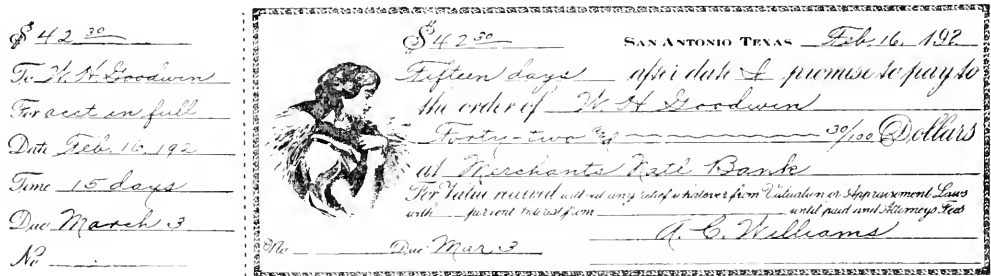 $ 42 30
To W. H. Goodwin
For acct in full
Date Feb. 16, 192
Time 15 days
Due March 3
No
$ 42 30 San Antonio Texas Feb. 16, 192
Fifteen days after date I promise to pay to
the order of W H Goodwin
Forty-two 30/100 Dollars
at Merchants Natl Bank
For Value received without any relief whatever from Valuation or Appraisement Laws
with per cent interest from until paid and Attorneys Fees
A. C. Williams
No Due Mar. 3